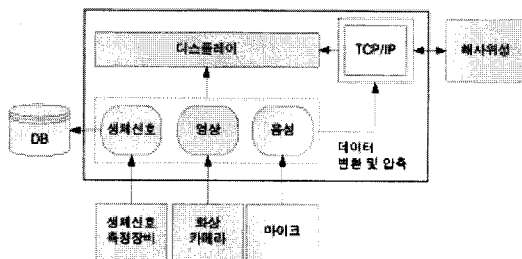 디스플레이
TCP/IP
해사위성
DB
생체신호
영상
음성
데이터
변환 및 압축
생체신호
측정장비
화상
카메라
마이크